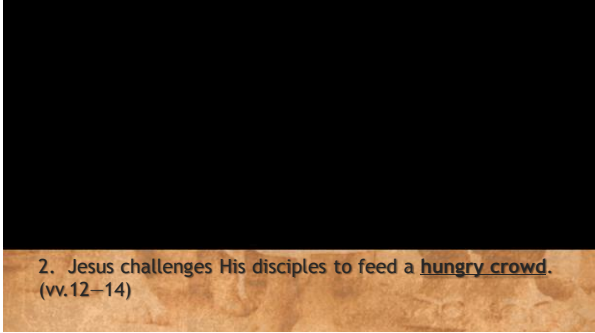 2. Jesus challenges His disciples to feed a hungry crowd.
(vv.12—14)